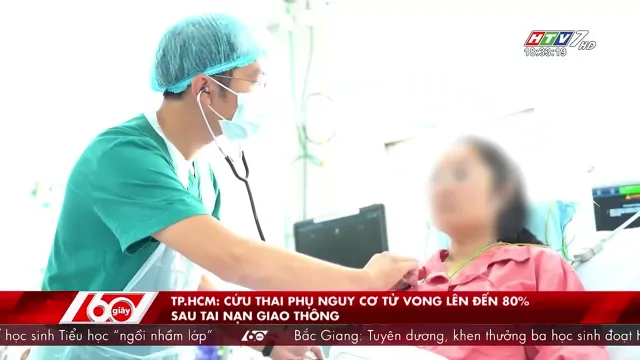 HTV7 HD
18:33:19
TP.HCM: CỨU THAI PHỤ NGUY CƠ TỬ VONG LÊN ĐẾN 80%
SAU TAI NẠN GIAO THÔNG
60 giây
học sinh Tiểu học “ngồi nhầm lớp” Bắc Giang: Tuyên dương, khen thưởng ba học sinh đoạt